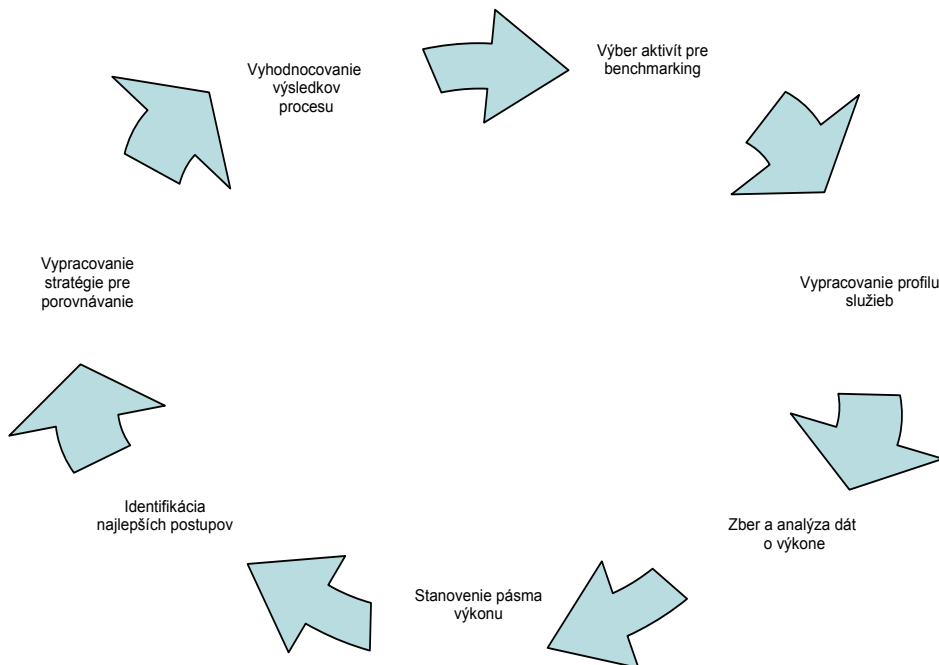 Výber aktivít pre
benchmarking
Vypracovanie profilu
služieb
Zber a analýza dát
o výkone
Stanovenie pásma
výkonu
Identifikácia
najlepších postupov
Vypracovanie
stratégie pre
porovnávanie
Vyhodnocovanie
výsledkov
procesu